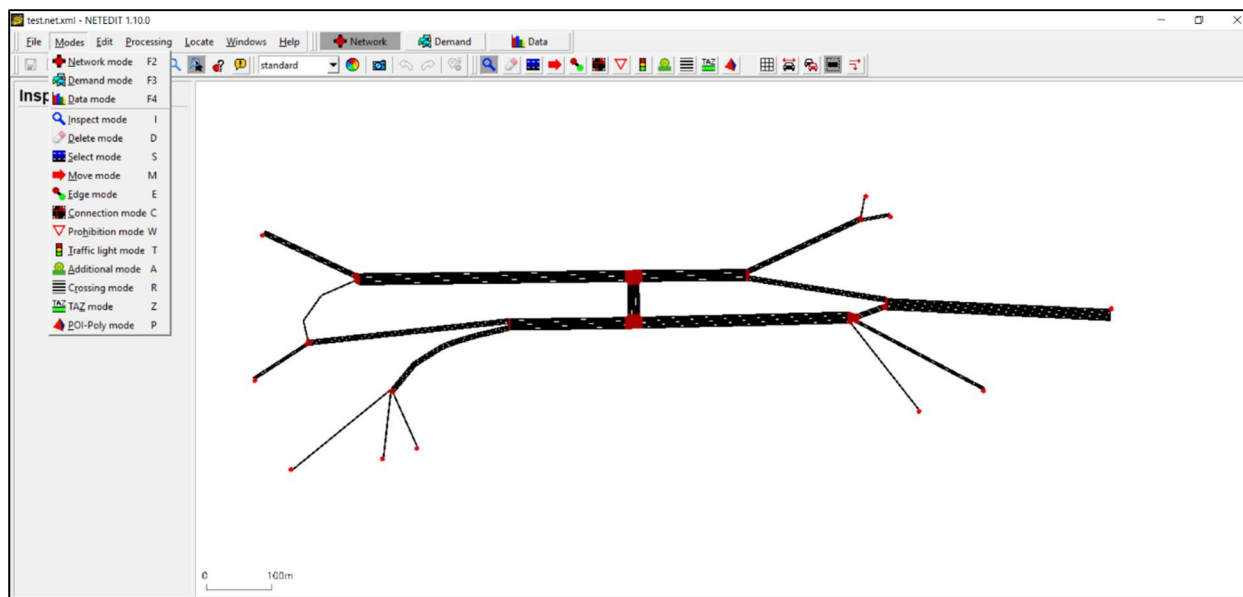 test.net.xml - NETEDIT 1.10.0
File Modes Edit Processing Locate Windows Help Network Demand Data
Network mode F2
standard
TAZ
Demand mode F3
Data mode F4
Insp
Inspect mode I
Delete mode D
Select mode S
Move mode M
Edge mode E
Connection mode C
Prohibition mode W
Traffic light mode T
Additional mode A
Crossing mode R
TAZ TAZ mode Z
POI-Poly mode P
0 100m